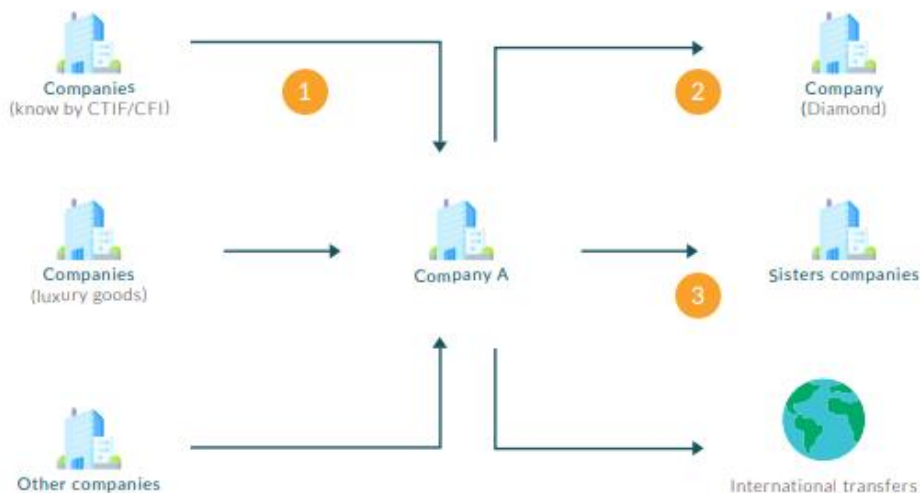 Companies
(know by CTIF/CFI)
1
2
Company
(Diamond)
Companies
(luxury goods)
Company A
Sisters companies
3
Other companies
International transfers